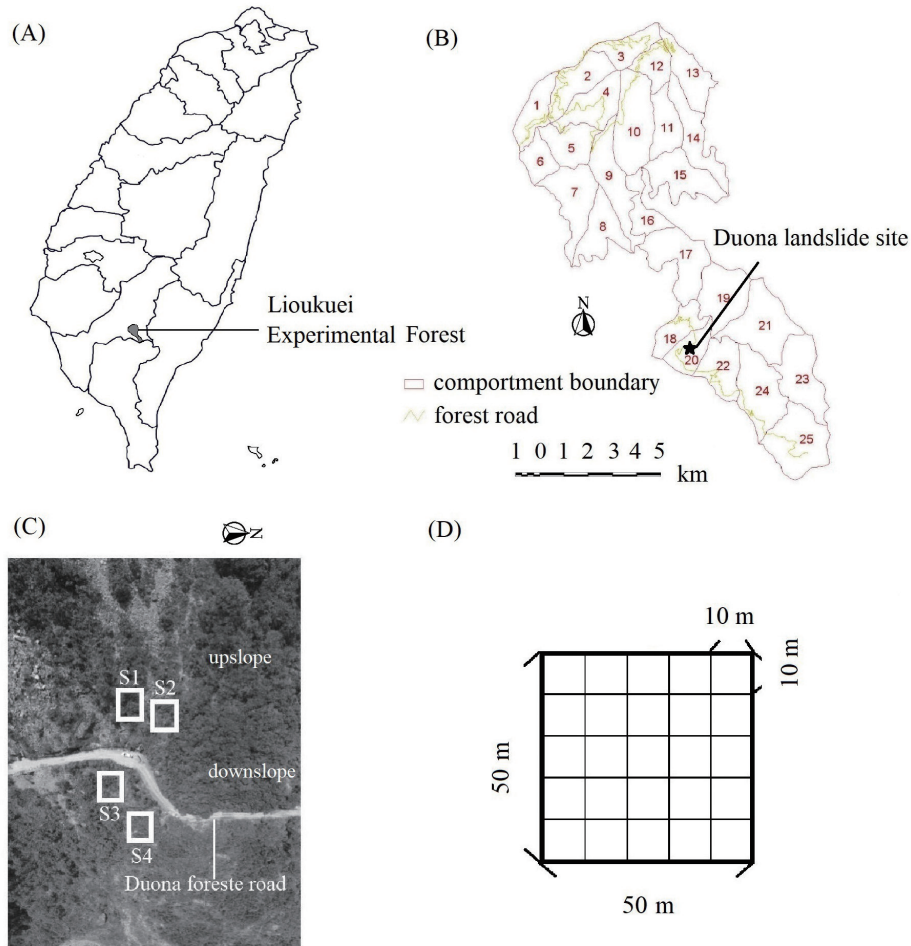 (A)
Lioukuei
Experimental Forest
(B)
3
12
13
2
1
4
10
11
14
5
6
9
15
7
8
16
17
Duona landslide site
19
21
N
18
20
22
23
24
25
compartment boundary
forest road
1 0 1 2 3 4 5
km
(C)
N
upslope
S1
S2
downslope
S3
S4
Duona foreste road
(D)
10 m
10 m
50 m
50 m